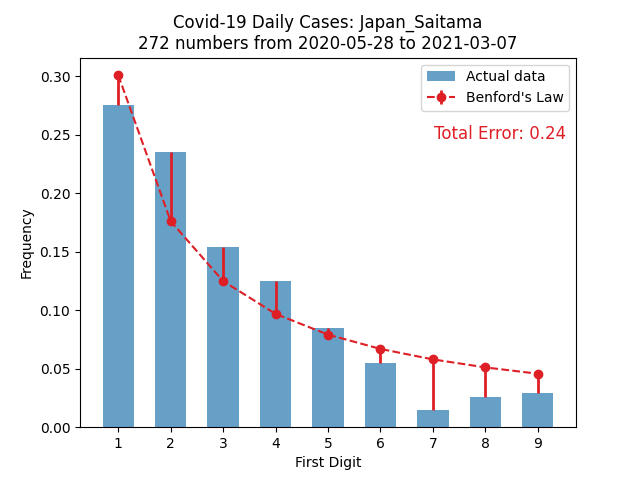 Covid-19 Daily Cases: Japan_Saitama
272 numbers from 2020-05-28 to 2021-03-07
Actual data
Benford's Law
Total Error: 0.24
Frequency
0.30
0.25
0.20
0.15
0.10
0.05
0.00
1 2 3 4 5 6 7 8 9
First Digit